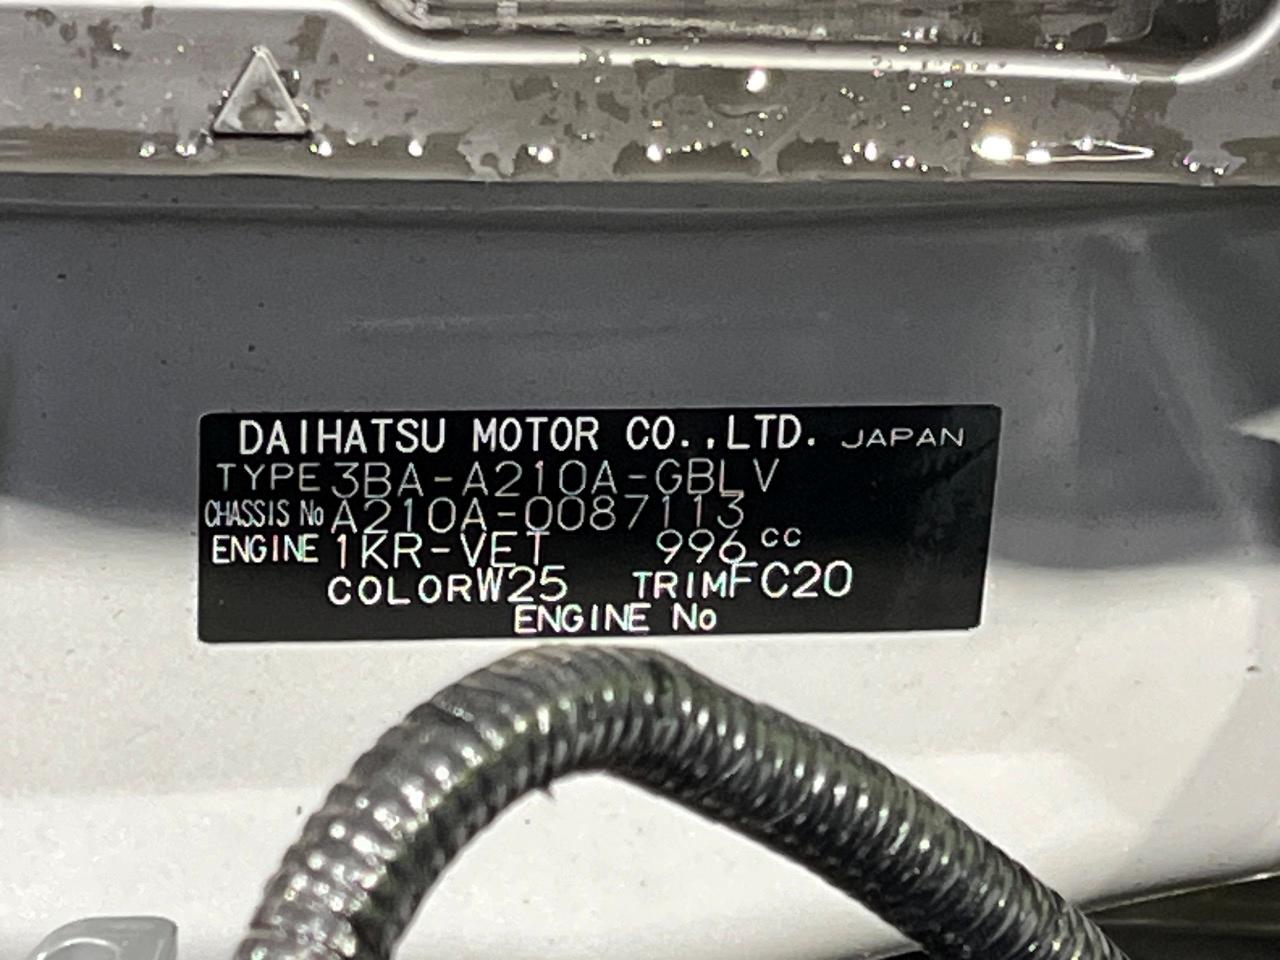 DAIHATSU MOTOR CO.,LTD. JAPAN
TYPE 3BA-A210A-GBLV
CHASSIS No A210A-0087113
ENGINE 1KR-VET 996cc
COLOR W25 TRIM FC20
ENGINE No